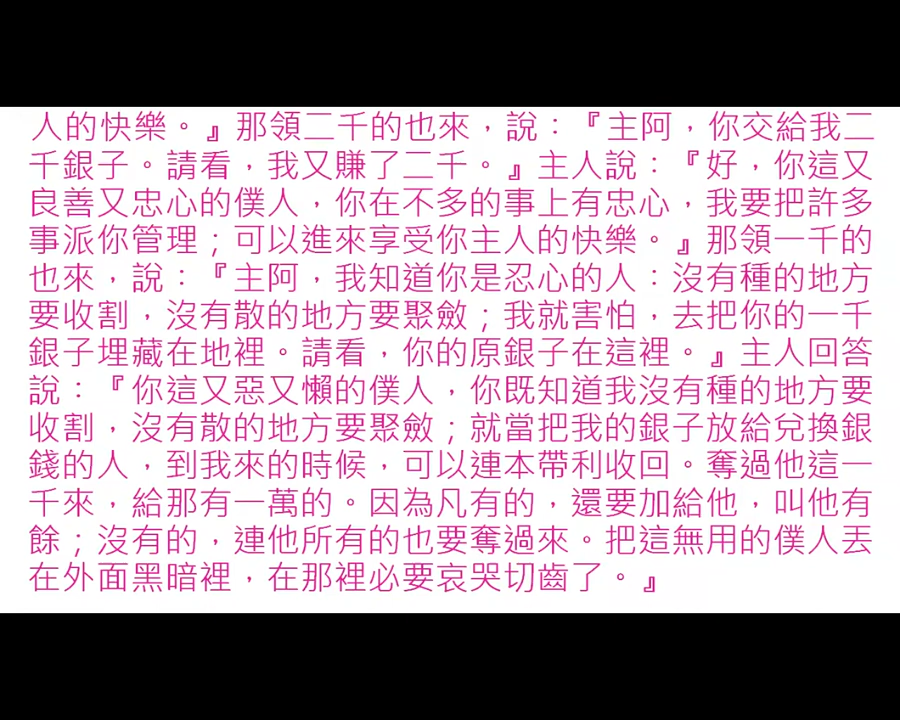 人的快樂。』那領二千的也來，說：『主阿，你交給我二
千銀子。請看，我又賺了二千。』主人說：『好，你這又
良善又忠心的僕人，你在不多的事上有忠心，我要把許多
事派你管理；可以進來享受你主人的快樂。』那領一千的
也來，說：『主阿，我知道你是忍心的人：沒有種的地方
要收割，沒有散的地方要聚斂；我就害怕，去把你的一千
銀子埋藏在地裡。請看，你的原銀子在這裡。』主人回答
說：『你這又惡又懶的僕人，你既知道我沒有種的地方要
收割，沒有散的地方要聚斂；就當把我的銀子放給兌換銀
錢的人，到我來的時候，可以連本帶利收回。奪過他這一
千來，給那有一萬的。因為凡有的，還要加給他，叫他有
餘；沒有的，連他所有的也要奪過來。把這無用的僕人丟
在外面黑暗裡，在那裡必要哀哭切齒了。』